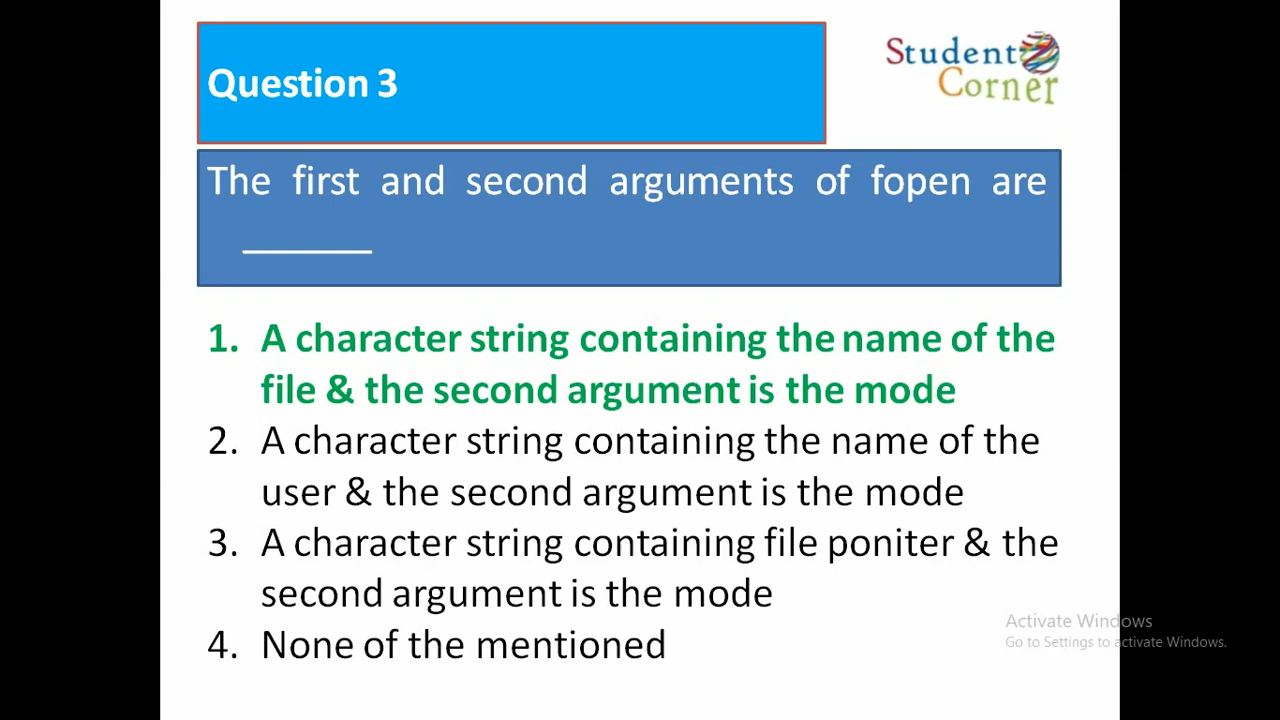 Question 3
Student
Corner
The first and second arguments of fopen are
______
1. A character string containing the name of the
file & the second argument is the mode
2. A character string containing the name of the
user & the second argument is the mode
3. A character string containing file poniter & the
second argument is the mode
4. None of the mentioned
Activate Windows
Go to Settings to activate Windows.